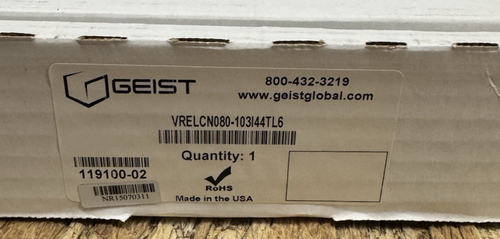 GEIST
800-432-3219
www.geistglobal.com
VRELCN080-103I44TL6
Quantity: 1
119100-02
RoHS
NR15070311
Made in the USA